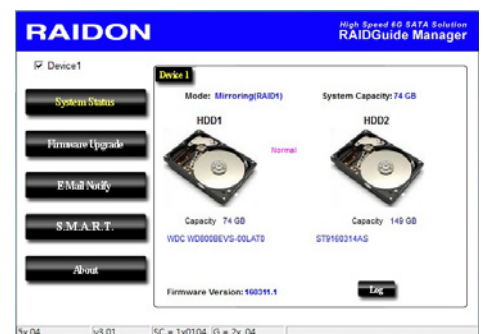 RAIDON
High Speed 6G SATA Solution
RAIDGuide Manager
Device1
Device 1
System Status
Firmware Upgrade
E-Mail Notify
S.M.A.R.T.
About
Mode: Mirroring(RAID1) System Capacity: 74 GB
HDD1 HDD2
Normal
Capacity 74 GB Capacity 149 GB
WDC WD800BEVS-00LAT0 ST9160314AS
Firmware Version: 160311.1
Log
v3.01 SC = 1x0104 G = 2x 04